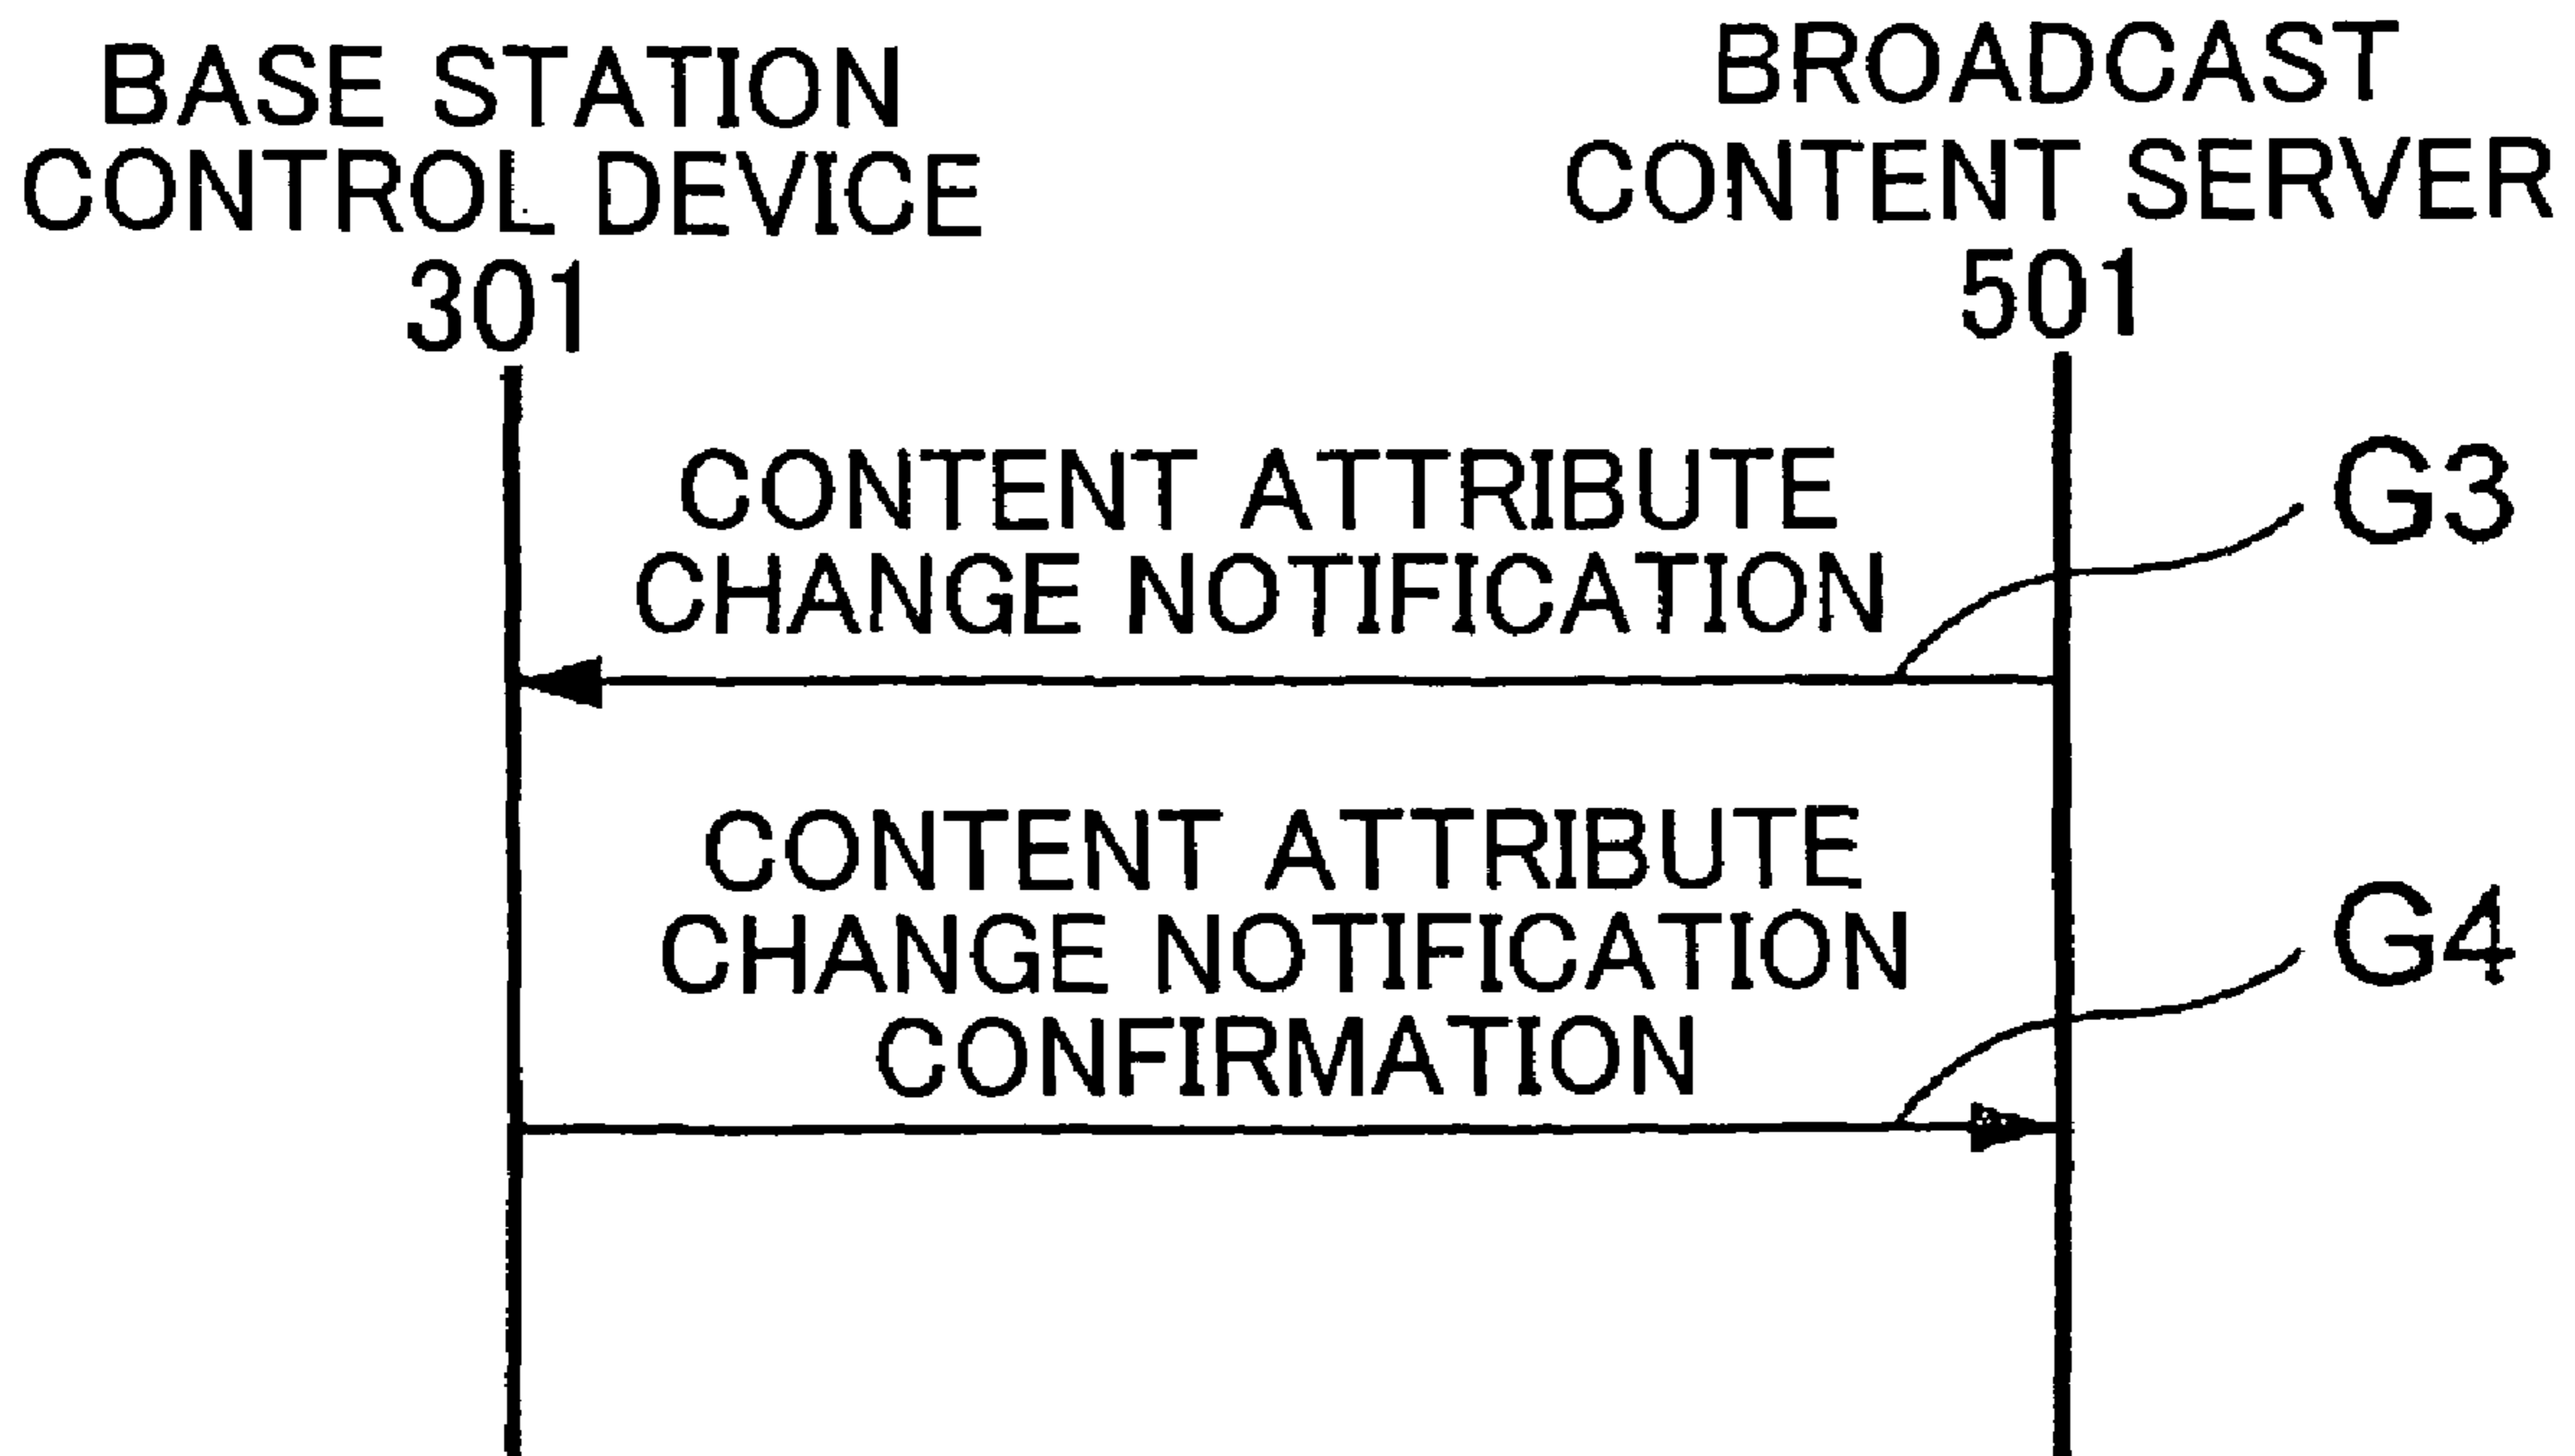 BASE STATION
CONTROL DEVICE
301
BROADCAST
CONTENT SERVER
501
CONTENT ATTRIBUTE
CHANGE NOTIFICATION
G3
CONTENT ATTRIBUTE
CHANGE NOTIFICATION
CONFIRMATION
G4